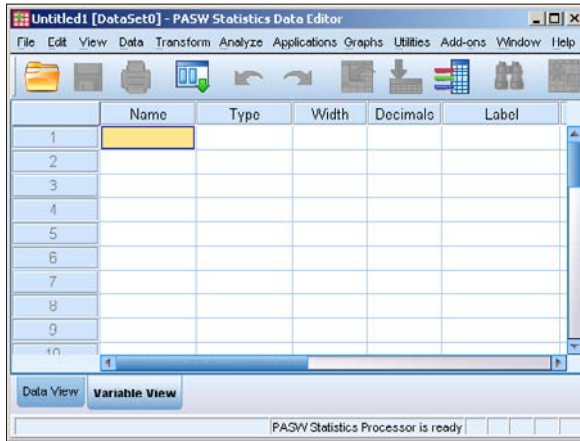 Untitled1 [DataSet0] - PASW Statistics Data Editor
File Edit View Data Transform Analyze Applications Graphs Utilities Add-ons Window Help
Name Type Width Decimals Label
1
2
3
4
5
6
7
8
9
10
Data View Variable View
PASW Statistics Processor is ready